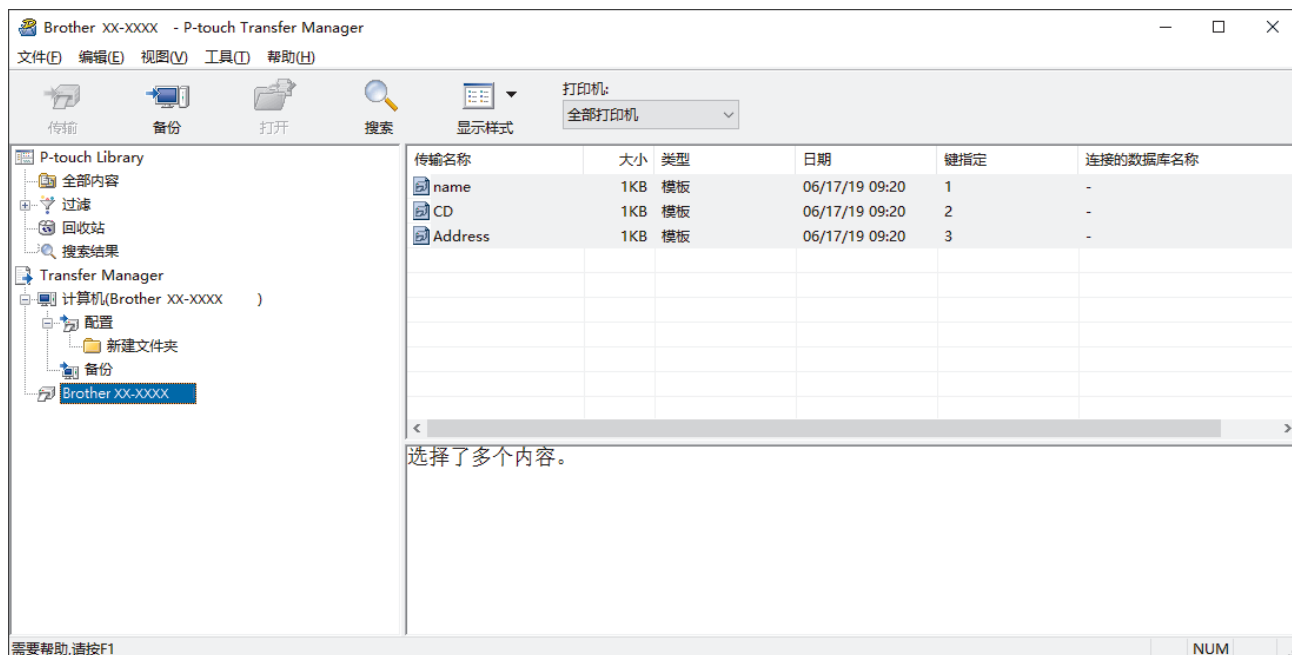 Brother XX-XXXX - P-touch Transfer Manager
文件(F) 编辑(E) 视图(V) 工具(T) 帮助(H)
传输 备份 打开 搜索 显示样式 打印机:
全部打印机
P-touch Library
全部内容
过滤
回收站
搜索结果
Transfer Manager
计算机(Brother XX-XXXX )
配置
新建文件夹
备份
Brother XX-XXXX
传输名称 大小 类型 日期 键指定 连接的数据库名称
name 1KB 模板 06/17/19 09:20 1 -
CD 1KB 模板 06/17/19 09:20 2 -
Address 1KB 模板 06/17/19 09:20 3 -
选择了多个内容。
需要帮助,请按F1 NUM